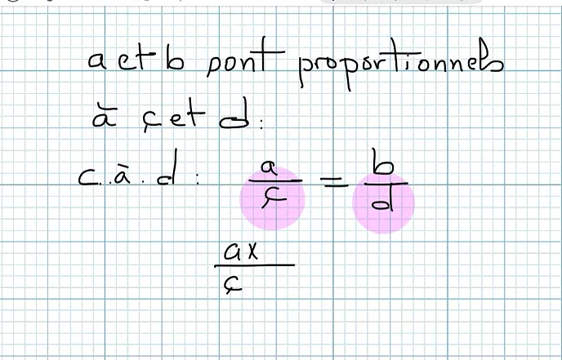 a et b sont proportionnels
à c et d :
c.à.d : a/c = b/d
ax/c